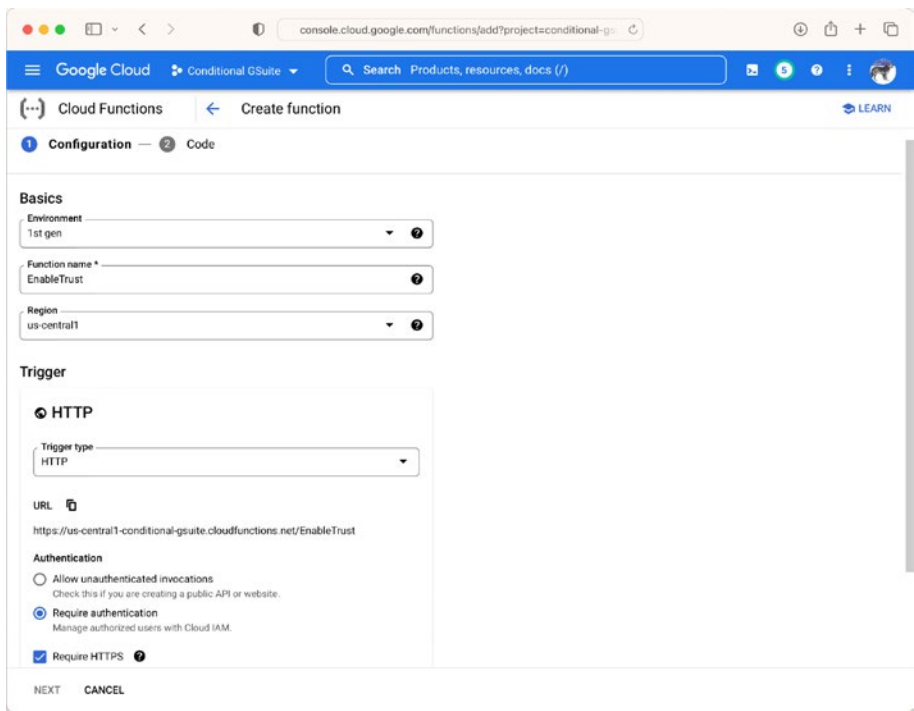 console.cloud.google.com/functions/add?project=conditional-gs
Google Cloud Conditional GSuite Search Products, resources, docs (/) 5
Cloud Functions Create function LEARN
1 Configuration — 2 Code
Basics
Environment
1st gen
Function name *
EnableTrust
Region
us-central1
Trigger
HTTP
Trigger type
HTTP
URL
https://us-central1-conditional-gsuite.cloudfunctions.net/EnableTrust
Authentication
Allow unauthenticated invocations
Check this if you are creating a public API or website.
Require authentication
Manage authorized users with Cloud IAM.
Require HTTPS
NEXT CANCEL